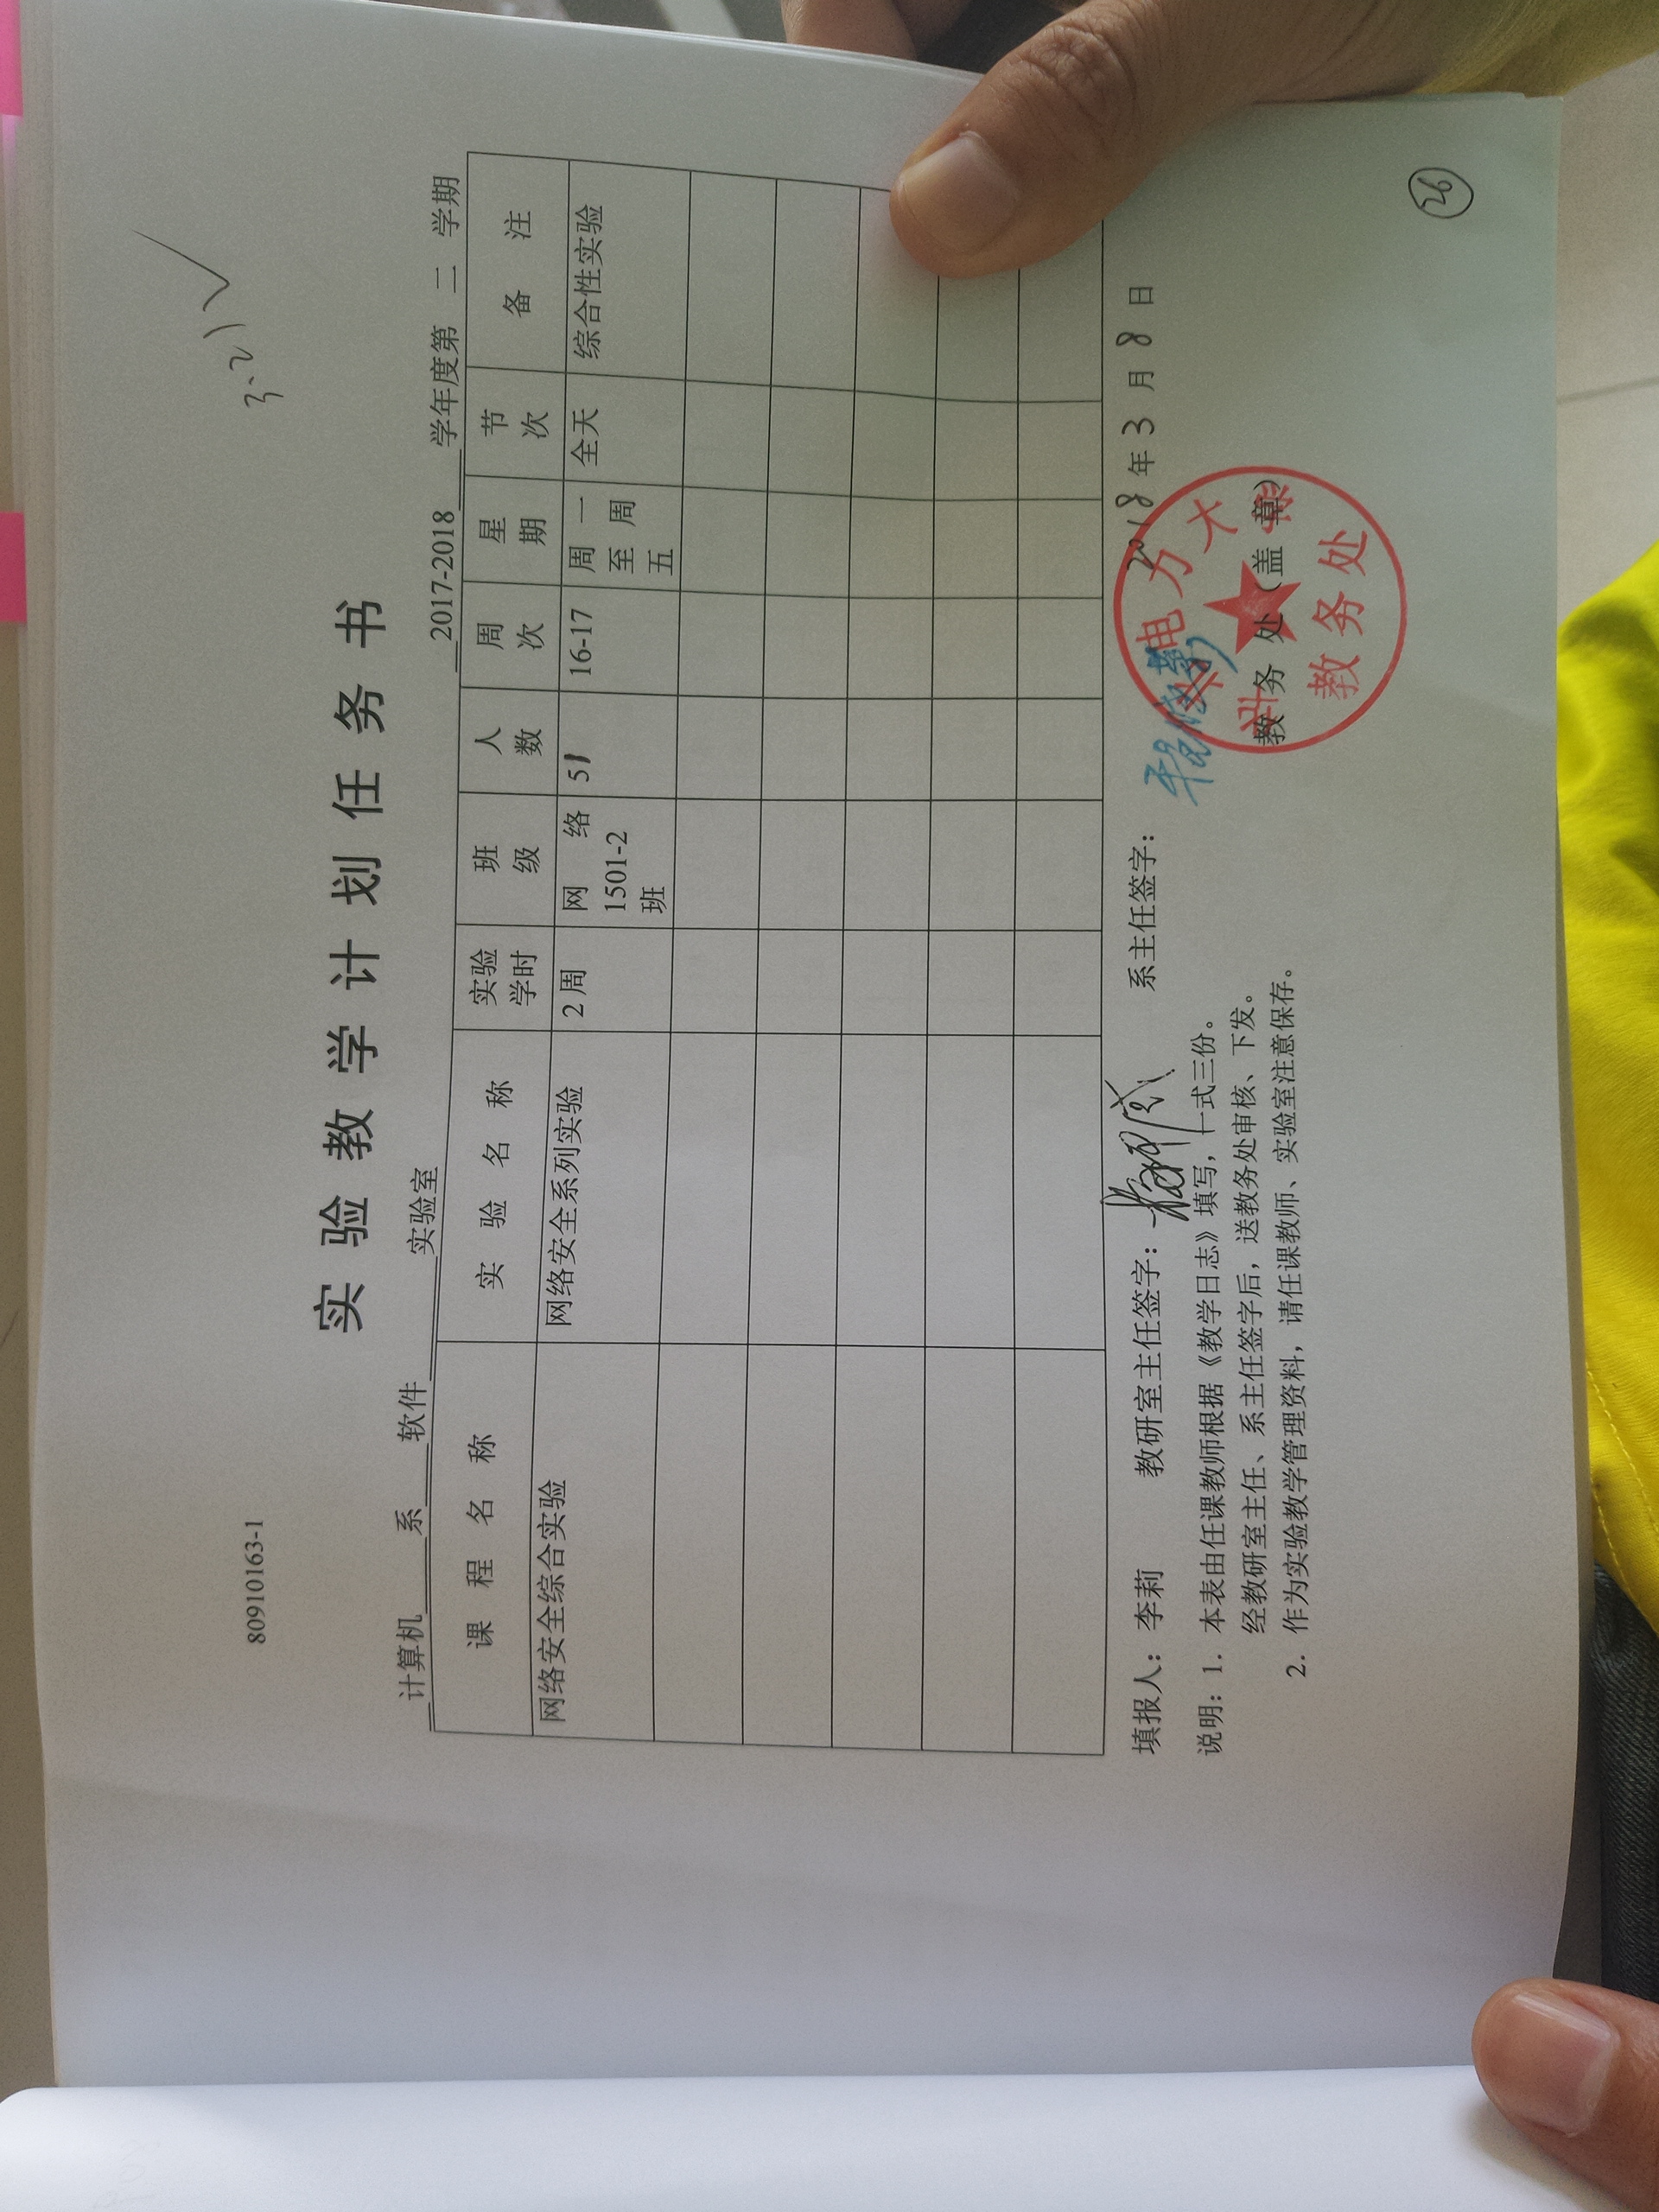 3.21√
80910163-1
实验教学计划任务书
计算机 系 软件 实验室
2017-2018 学年度第 二 学期
课程名称 实验名称 实验学时 班级 人数 周次 星期 节次 备注
网络安全综合实验 网络安全系列实验 2周 网络1501-2班 51 16-17 周一至周五 全天 综合性实验
填报人：李莉 教研室主任签字： 系主任签字： 2018年3月8日
说明：1. 本表由任课教师根据《教学日志》填写，一式三份。
经教研室主任、系主任签字后，送教务处审核、下发。
2. 作为实验教学管理资料，请任课教师、实验室注意保存。
教务处（盖章）
华北电力大学
教务处
26